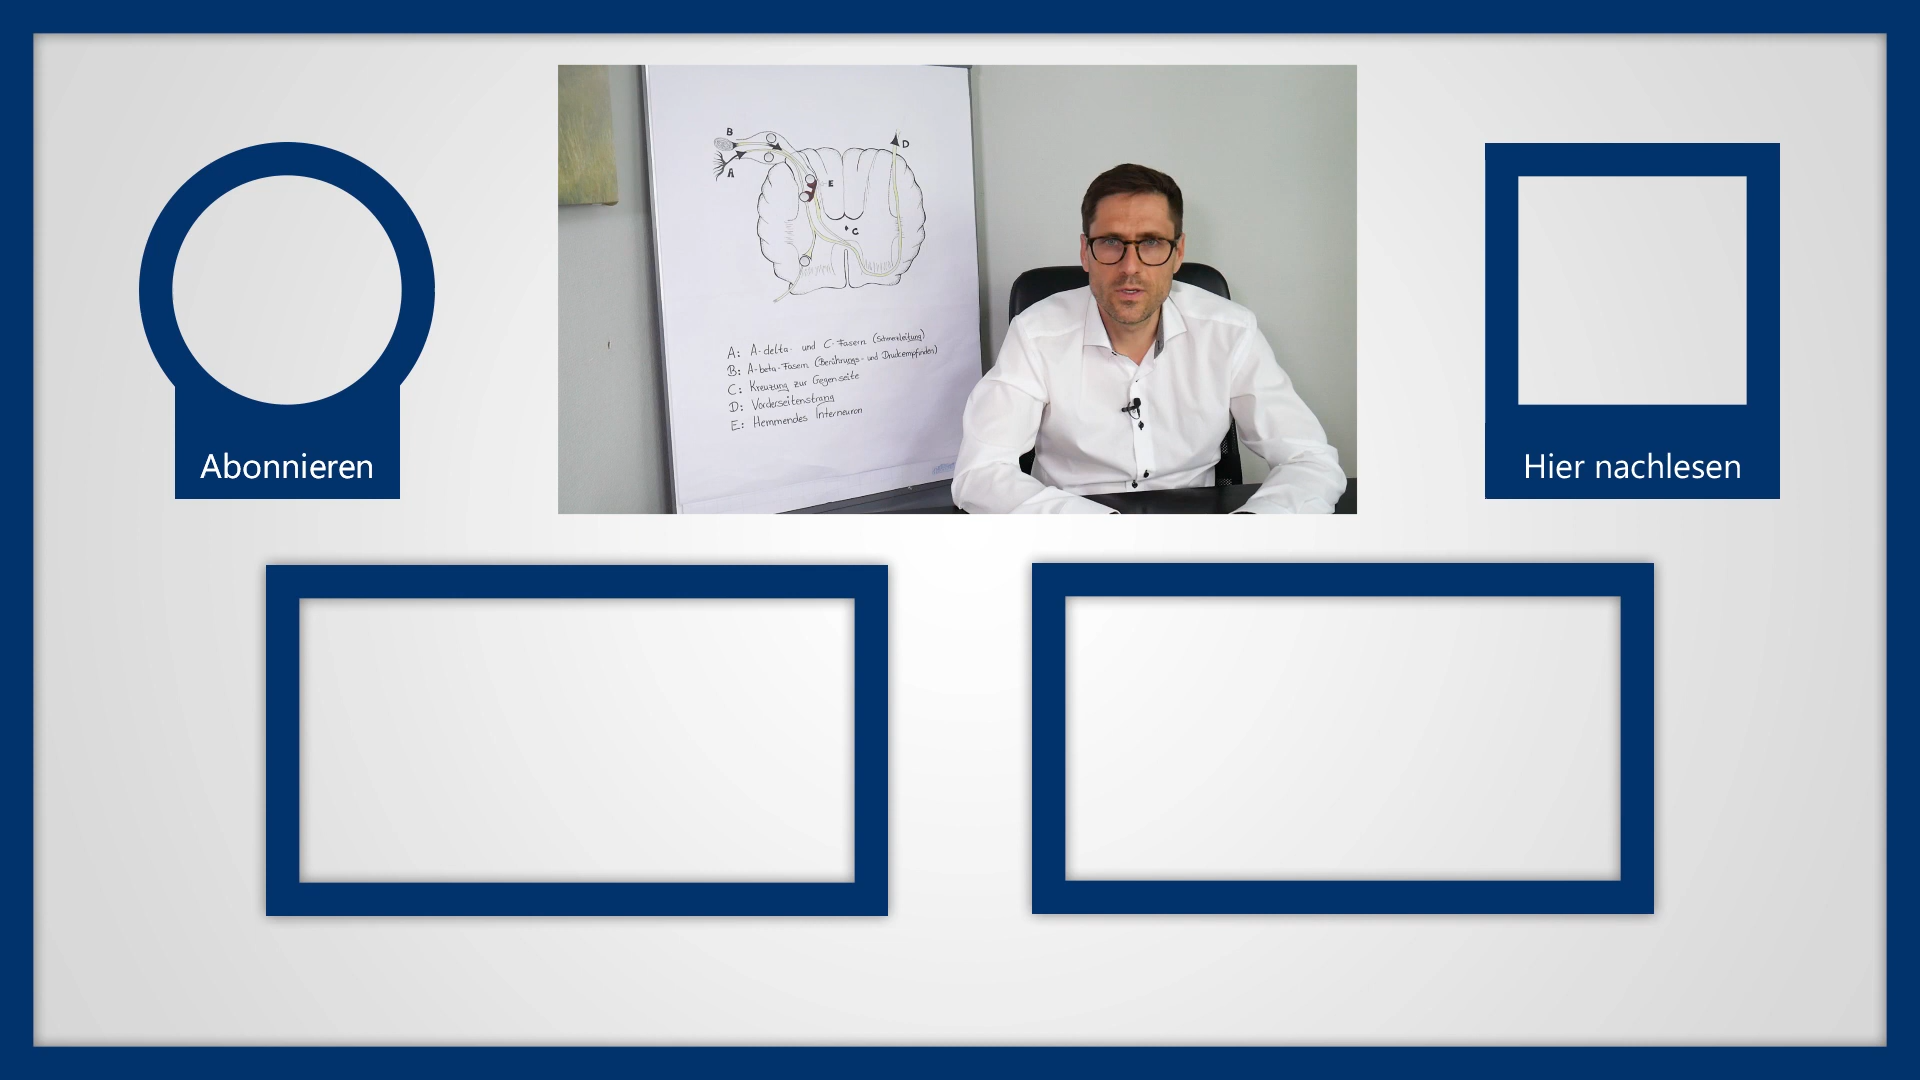 B
D
A
E
C
A: A-delta- und C-Fasern (Schmerzleitung)
B: A-beta-Fasern (Berührungs- und Druckempfinden)
C: Kreuzung zur Gegenseite
D: Vorderseitenstrang
E: Hemmendes Interneuron
Abonnieren
Hier nachlesen